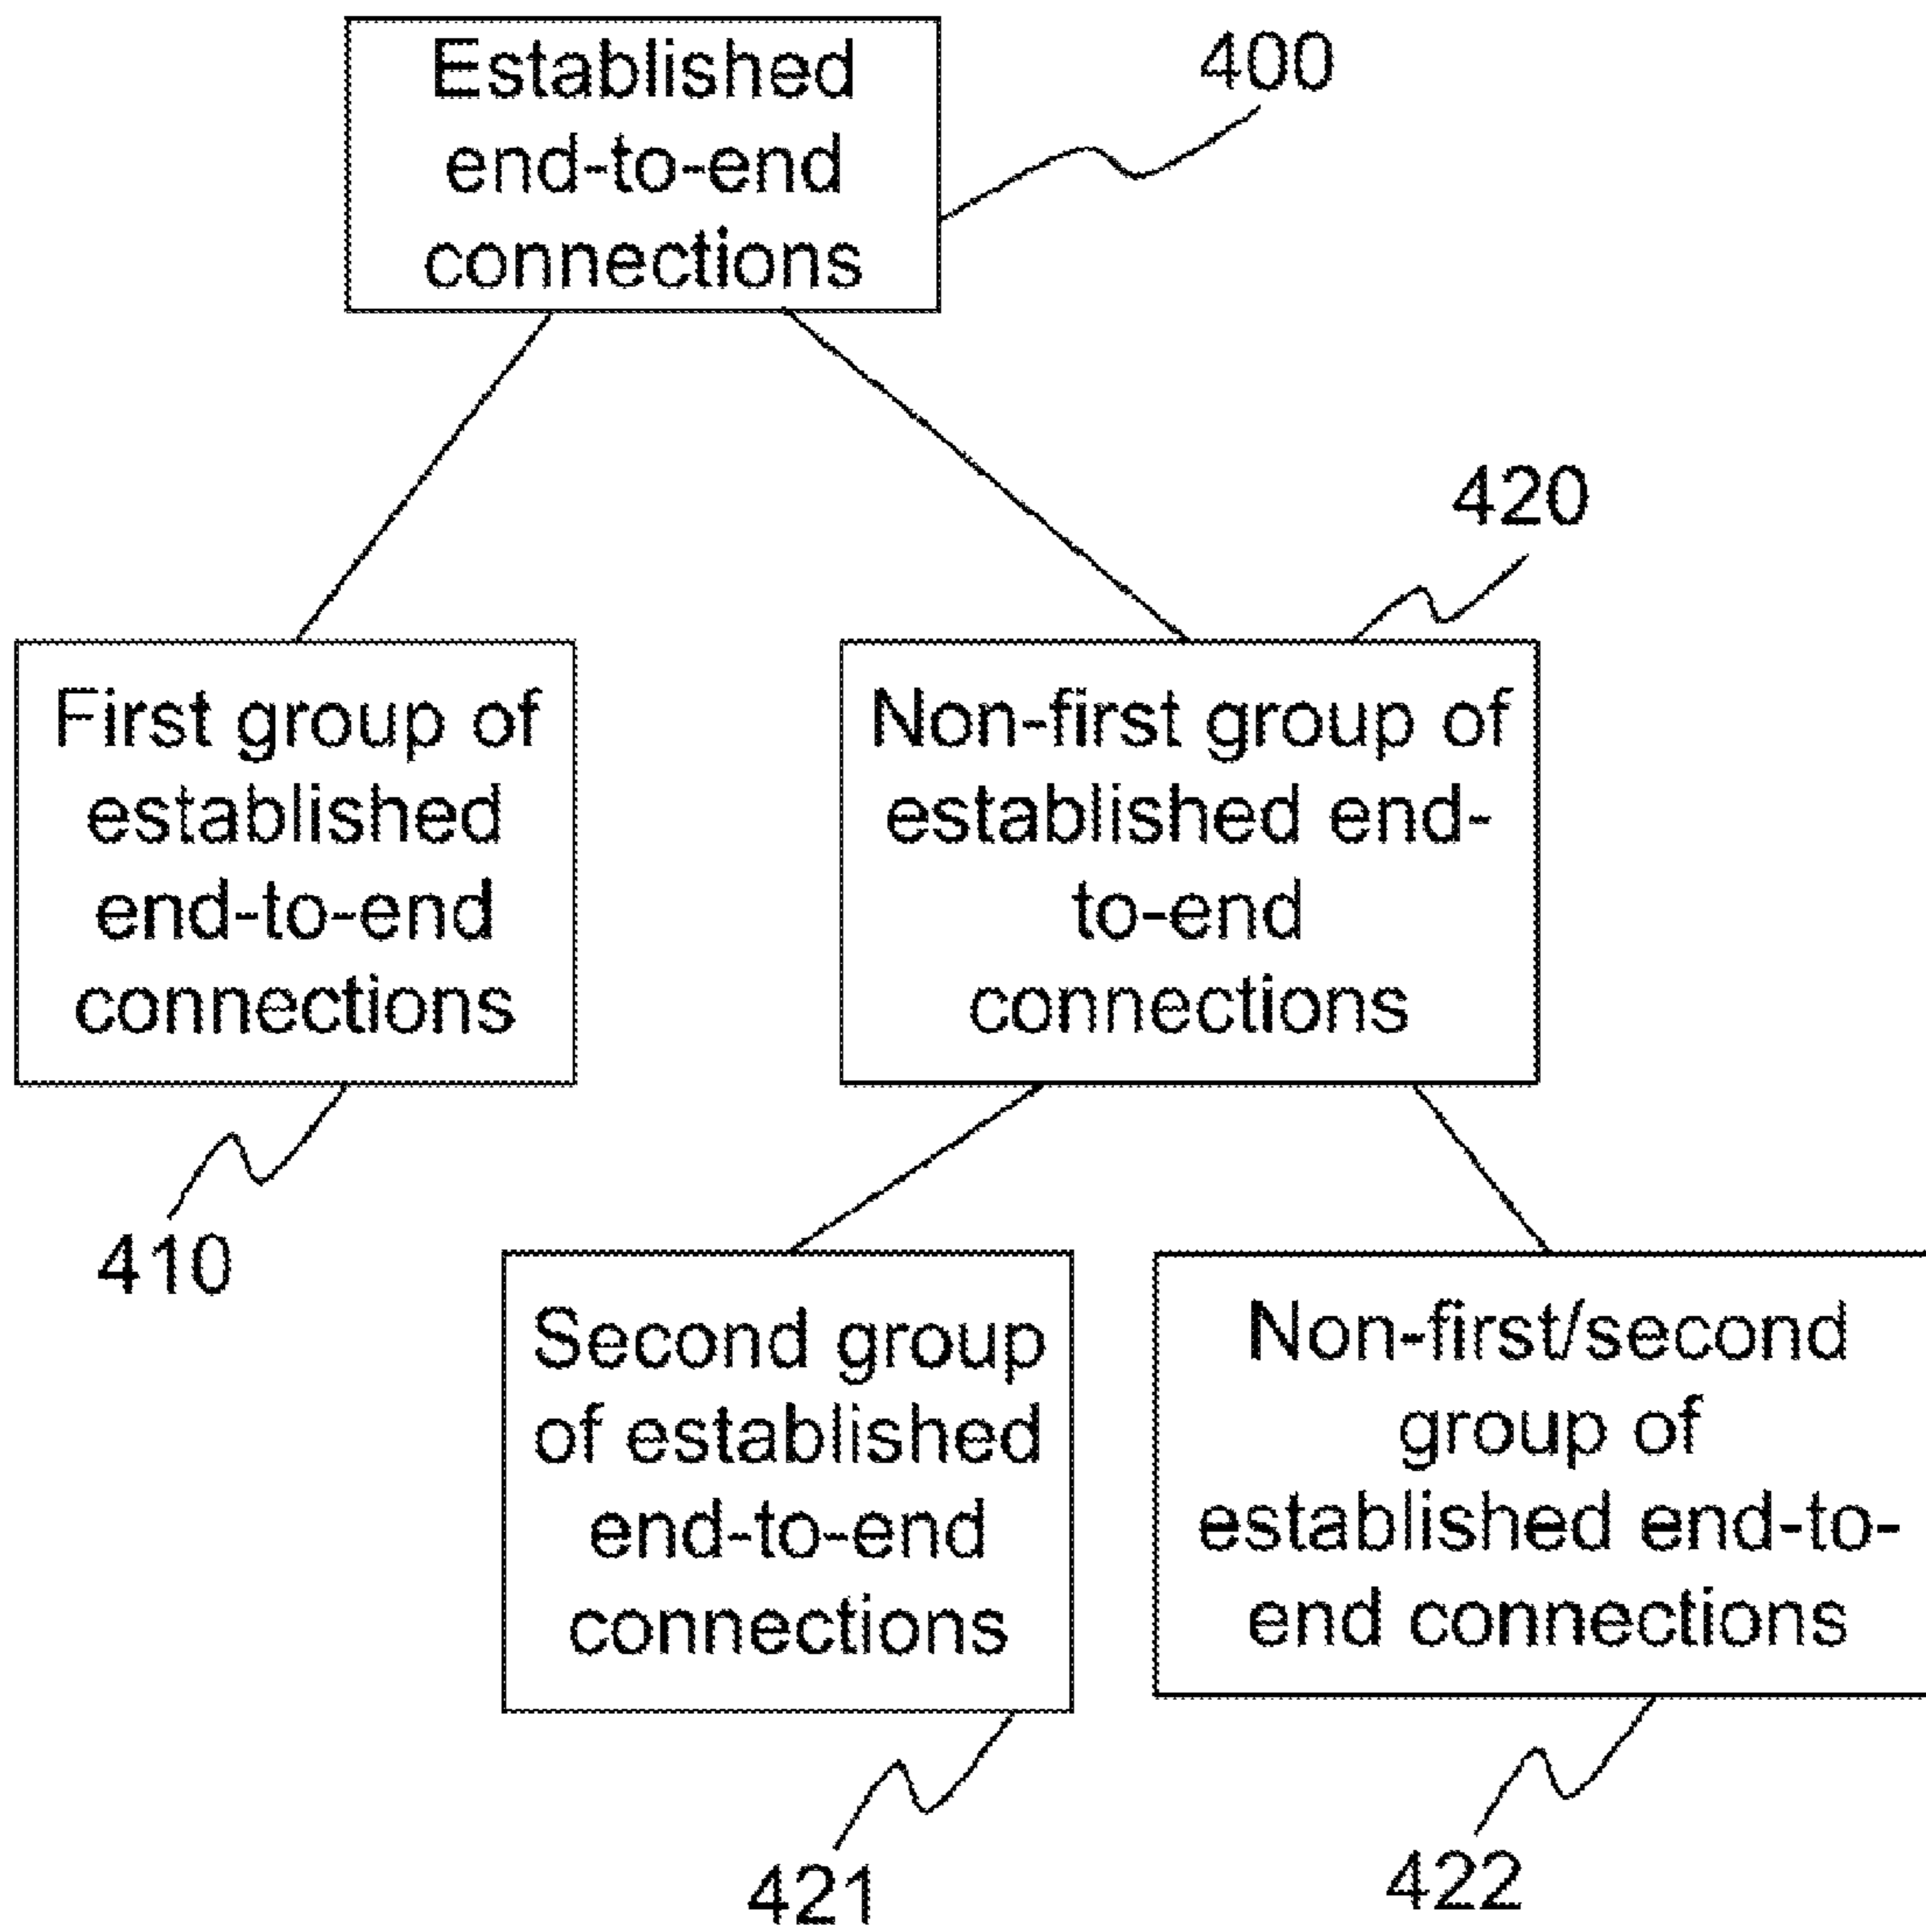 Established
end-to-end
connections
400
420
First group of
established
end-to-end
connections
Non-first group of
established end-
to-end
connections
410
Second group
of established
end-to-end
connections
Non-first/second
group of
established end-to-
end connections
421
422